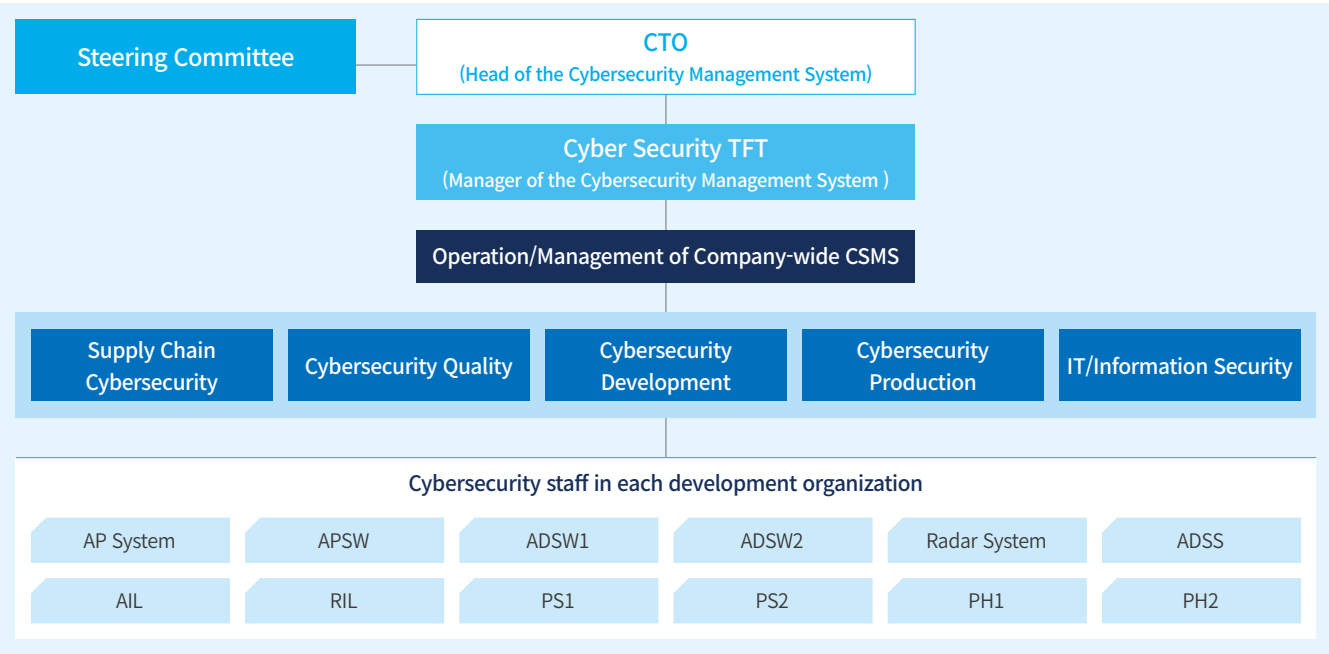 Steering Committee
CTO
(Head of the Cybersecurity Management System)
Cyber Security TFT
(Manager of the Cybersecurity Management System )
Operation/Management of Company-wide CSMS
Supply Chain
Cybersecurity
Cybersecurity Quality
Cybersecurity
Development
Cybersecurity
Production
IT/Information Security
Cybersecurity staff in each development organization
AP System
APSW
ADSW1
ADSW2
Radar System
ADSS
AIL
RIL
PS1
PS2
PH1
PH2